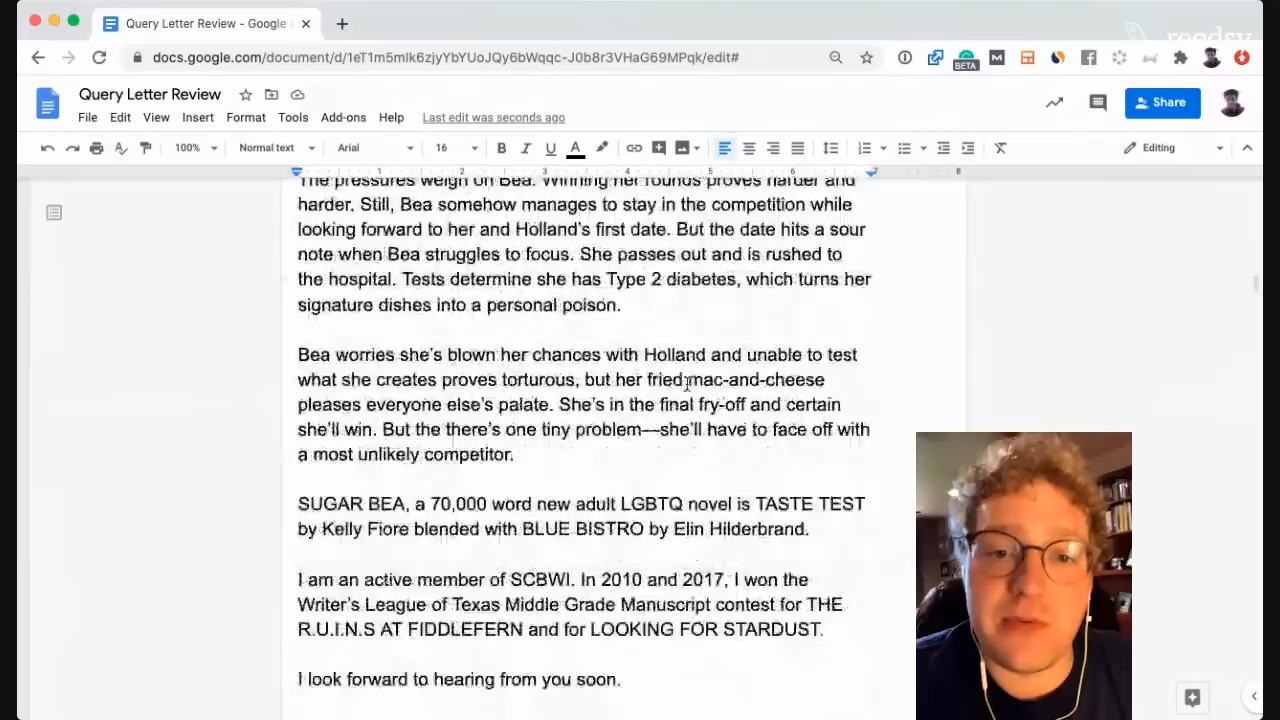 Query Letter Review - Google
reedsy
docs.google.com/document/d/1eT1m5mlk6zjyYbYUoJQy6bWqqc-J0b8r3VHaG69MPqk/edit#
BETA
Query Letter Review
File Edit View Insert Format Tools Add-ons Help Last edit was seconds ago
Share
100% Normal text Arial 16 B I U A Editing
1 2 3 4 5 6 7 8
The pressures weigh on Bea. Winning her rounds proves harder and
harder. Still, Bea somehow manages to stay in the competition while
looking forward to her and Holland's first date. But the date hits a sour
note when Bea struggles to focus. She passes out and is rushed to
the hospital. Tests determine she has Type 2 diabetes, which turns her
signature dishes into a personal poison.
Bea worries she's blown her chances with Holland and unable to test
what she creates proves torturous, but her fried mac-and-cheese
pleases everyone else's palate. She's in the final fry-off and certain
she'll win. But the there's one tiny problem—she'll have to face off with
a most unlikely competitor.
SUGAR BEA, a 70,000 word new adult LGBTQ novel is TASTE TEST
by Kelly Fiore blended with BLUE BISTRO by Elin Hilderbrand.
I am an active member of SCBWI. In 2010 and 2017, I won the
Writer's League of Texas Middle Grade Manuscript contest for THE
R.U.I.N.S AT FIDDLEFERN and for LOOKING FOR STARDUST.
I look forward to hearing from you soon.